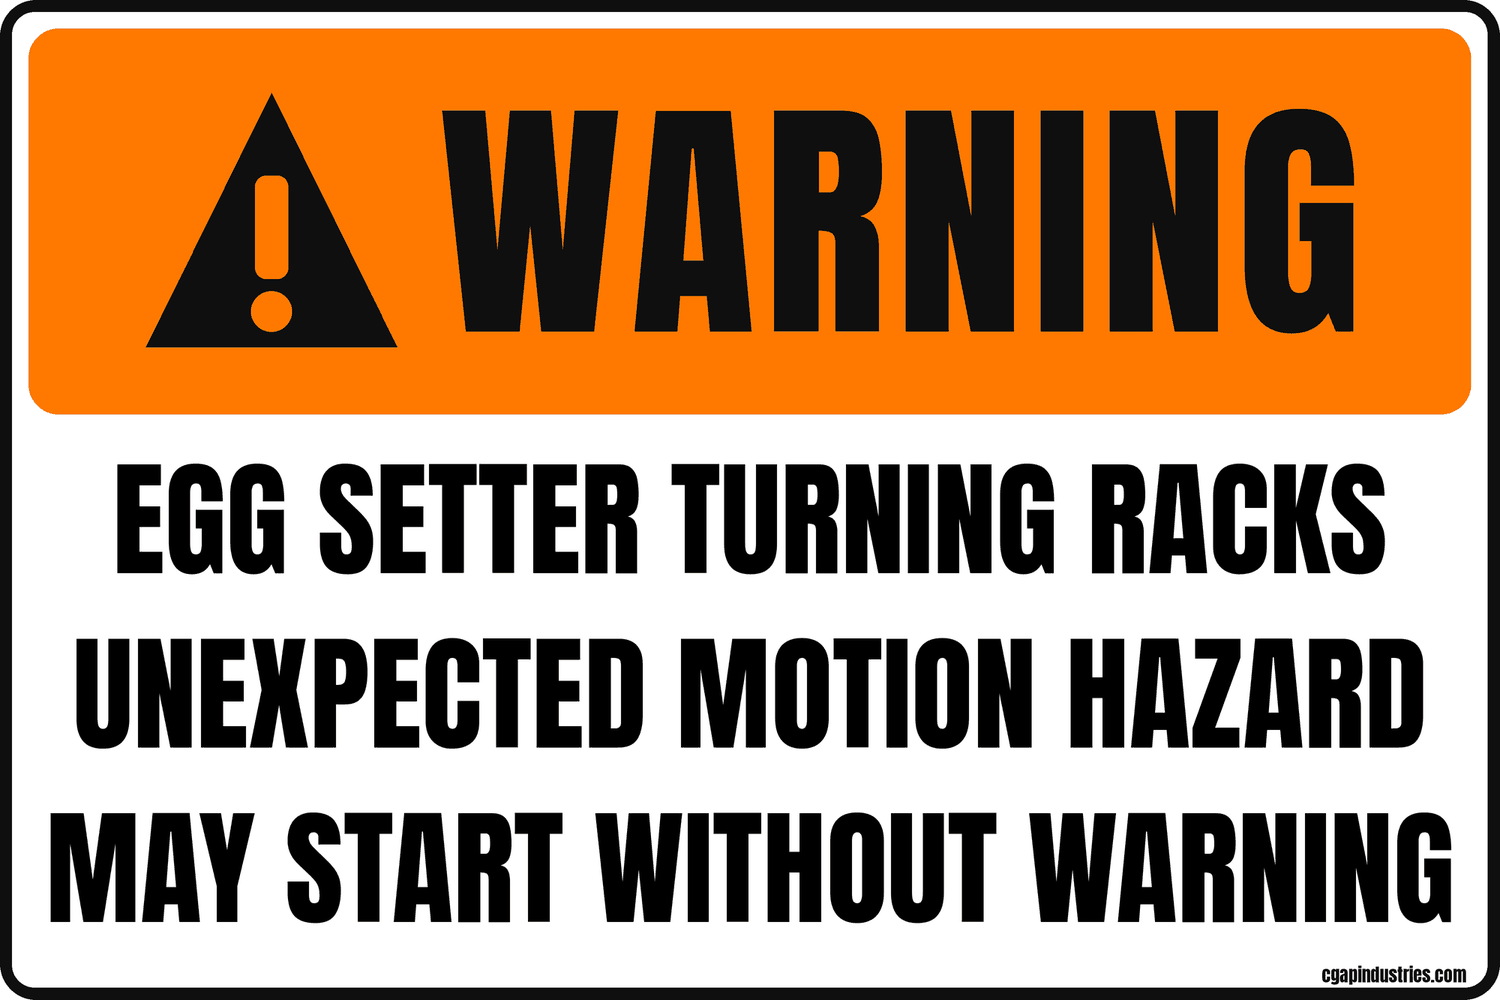 WARNING
EGG SETTER TURNING RACKS
UNEXPECTED MOTION HAZARD
MAY START WITHOUT WARNING
cgapindustries.com